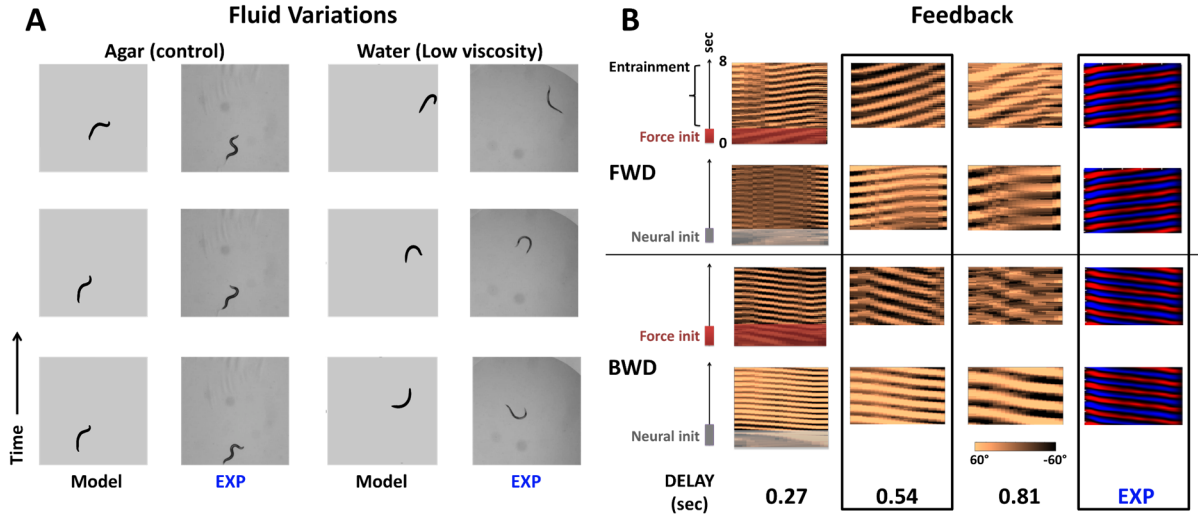 A
Fluid Variations
Agar (control)
Water (Low viscosity)
Time
Model
EXP
Model
EXP
B
Feedback
sec
8
Entrainment
Force init
0
FWD
Neural init
Force init
BWD
Neural init
60°
-60°
DELAY
(sec)
0.27
0.54
0.81
EXP